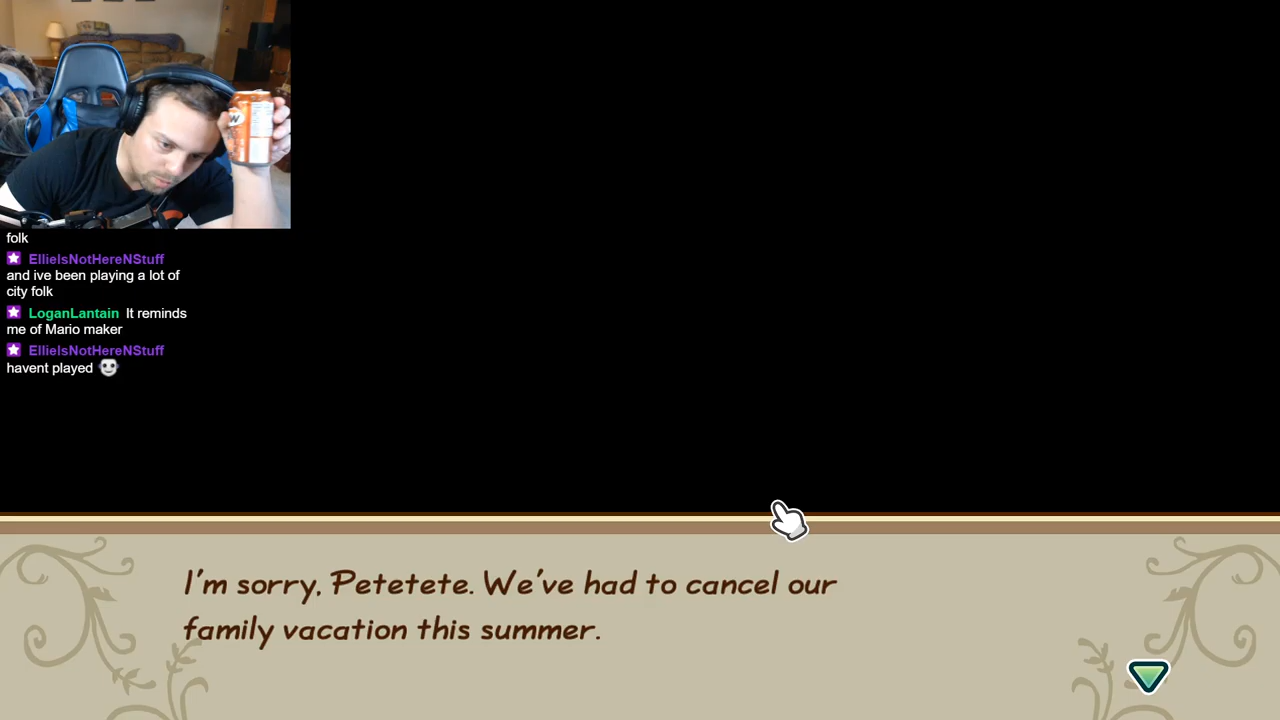 W
folk
EllieIsNotHereNStuff
and ive been playing a lot of
city folk
LoganLantain It reminds
me of Mario maker
EllieIsNotHereNStuff
havent played
I'm sorry, Petetete. We've had to cancel our
family vacation this summer.